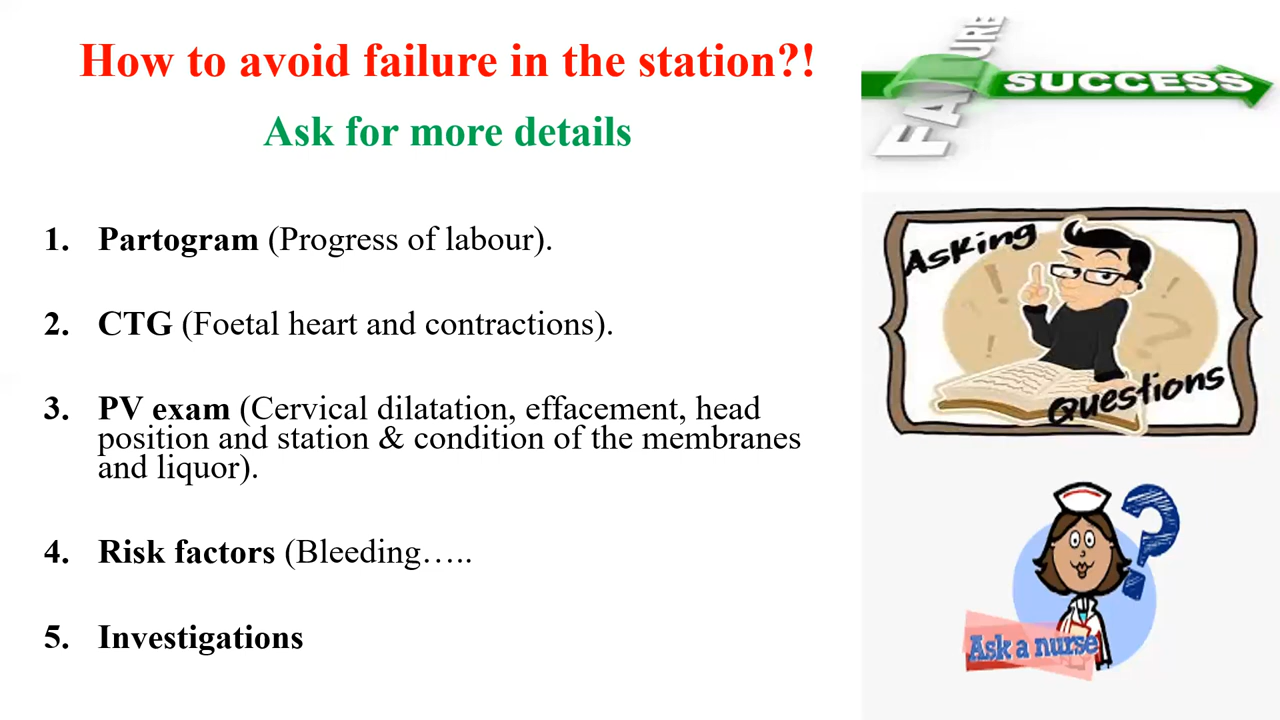 How to avoid failure in the station?!
Ask for more details
1. Partogram (Progress of labour).
2. CTG (Foetal heart and contractions).
3. PV exam (Cervical dilatation, effacement, head
position and station & condition of the membranes
and liquor).
4. Risk factors (Bleeding…..
5. Investigations
FAILURE
SUCCESS
Asking
Questions
Ask a nurse